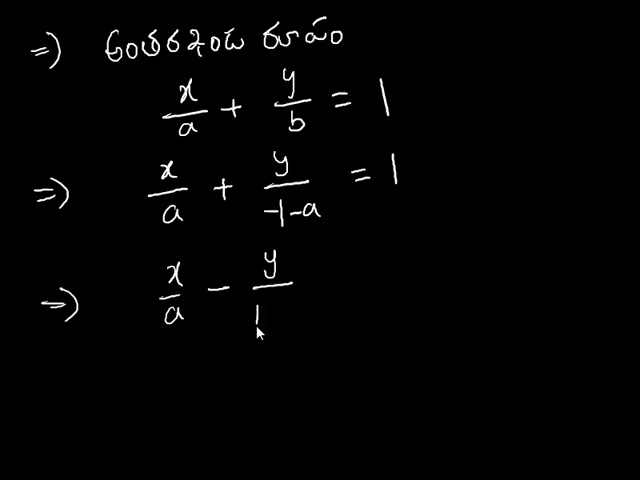 ⇒) అంతరఖండ రూపం
x/a + y/b = 1
⇒) x/a + y/-1-a = 1
⇒) x/a - y/1